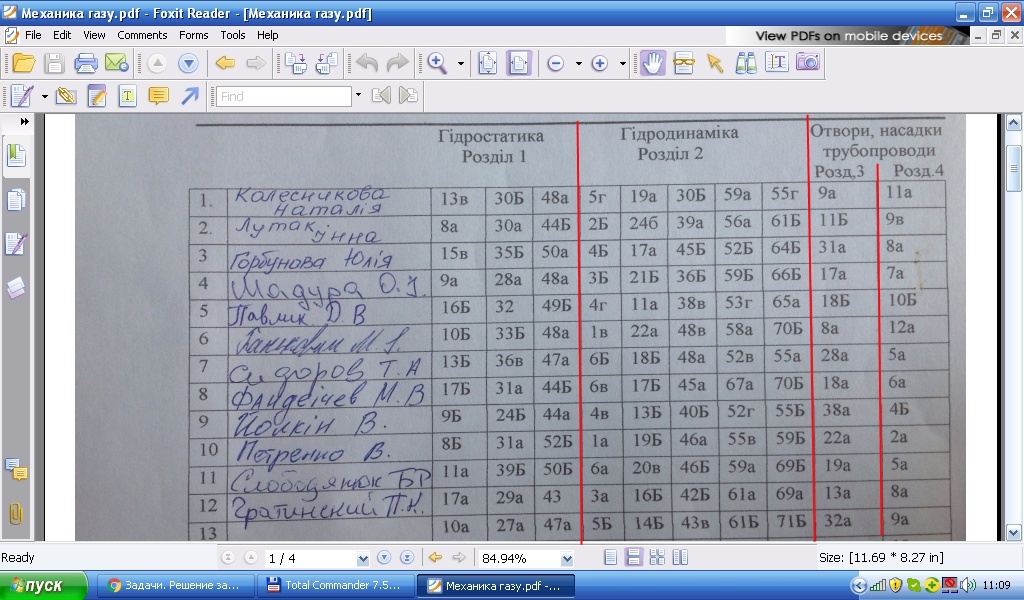 Механика газу.pdf - Foxit Reader - [Механика газу.pdf]
File Edit View Comments Forms Tools Help
View PDFs on mobile devices
Find
Гідростатика Гідродинаміка Отвори, насадки
Розділ 1 Розділ 2 трубопроводи
Розд,3 Розд.4
1. Колесникова Наталія 13в 30Б 48а 5г 19а 30Б 59а 55г 9а 11а
2. Лутак Інна 8а 30а 44Б 2Б 24б 39а 56а 61Б 11Б 9в
3 Горбунова Юлія 15в 35Б 50а 4Б 17а 45Б 52Б 64Б 31а 8а
4 Мадура О. 9а 28а 48а 3Б 21Б 36Б 59Б 66Б 17а 7а
5 Павлик Д.В 16Б 32 49Б 4г 11а 38в 53г 65а 18Б 10Б
6 10Б 33Б 48а 1в 22а 48в 58а 70Б 8а 12а
7 Сидоров Т.А 13Б 36в 47а 6Б 18Б 48а 52в 55а 28а 5а
8 М.В 17Б 31а 44Б 6в 17Б 45а 67а 70Б 18а 6а
9 Йолкін В. 9Б 24Б 44а 4в 13Б 40Б 52г 55Б 38а 4Б
10 Петренко В. 8Б 31а 52Б 1а 19Б 46а 55в 59Б 22а 2а
11 Слободянюк БР 11а 39Б 50Б 6а 20в 46Б 59а 69Б 19а 5а
12 Гратинский П.К. 17а 29а 43 3а 16Б 42Б 61а 69а 13а 8а
13 10а 27а 47а 5Б 14Б 43в 61Б 71Б 32а 9а
Ready 1 / 4 84.94% Size: [11.69 * 8.27 in]
пуск Задачи. Решение за... Total Commander 7.5... Механика газу.pdf -... 11:09